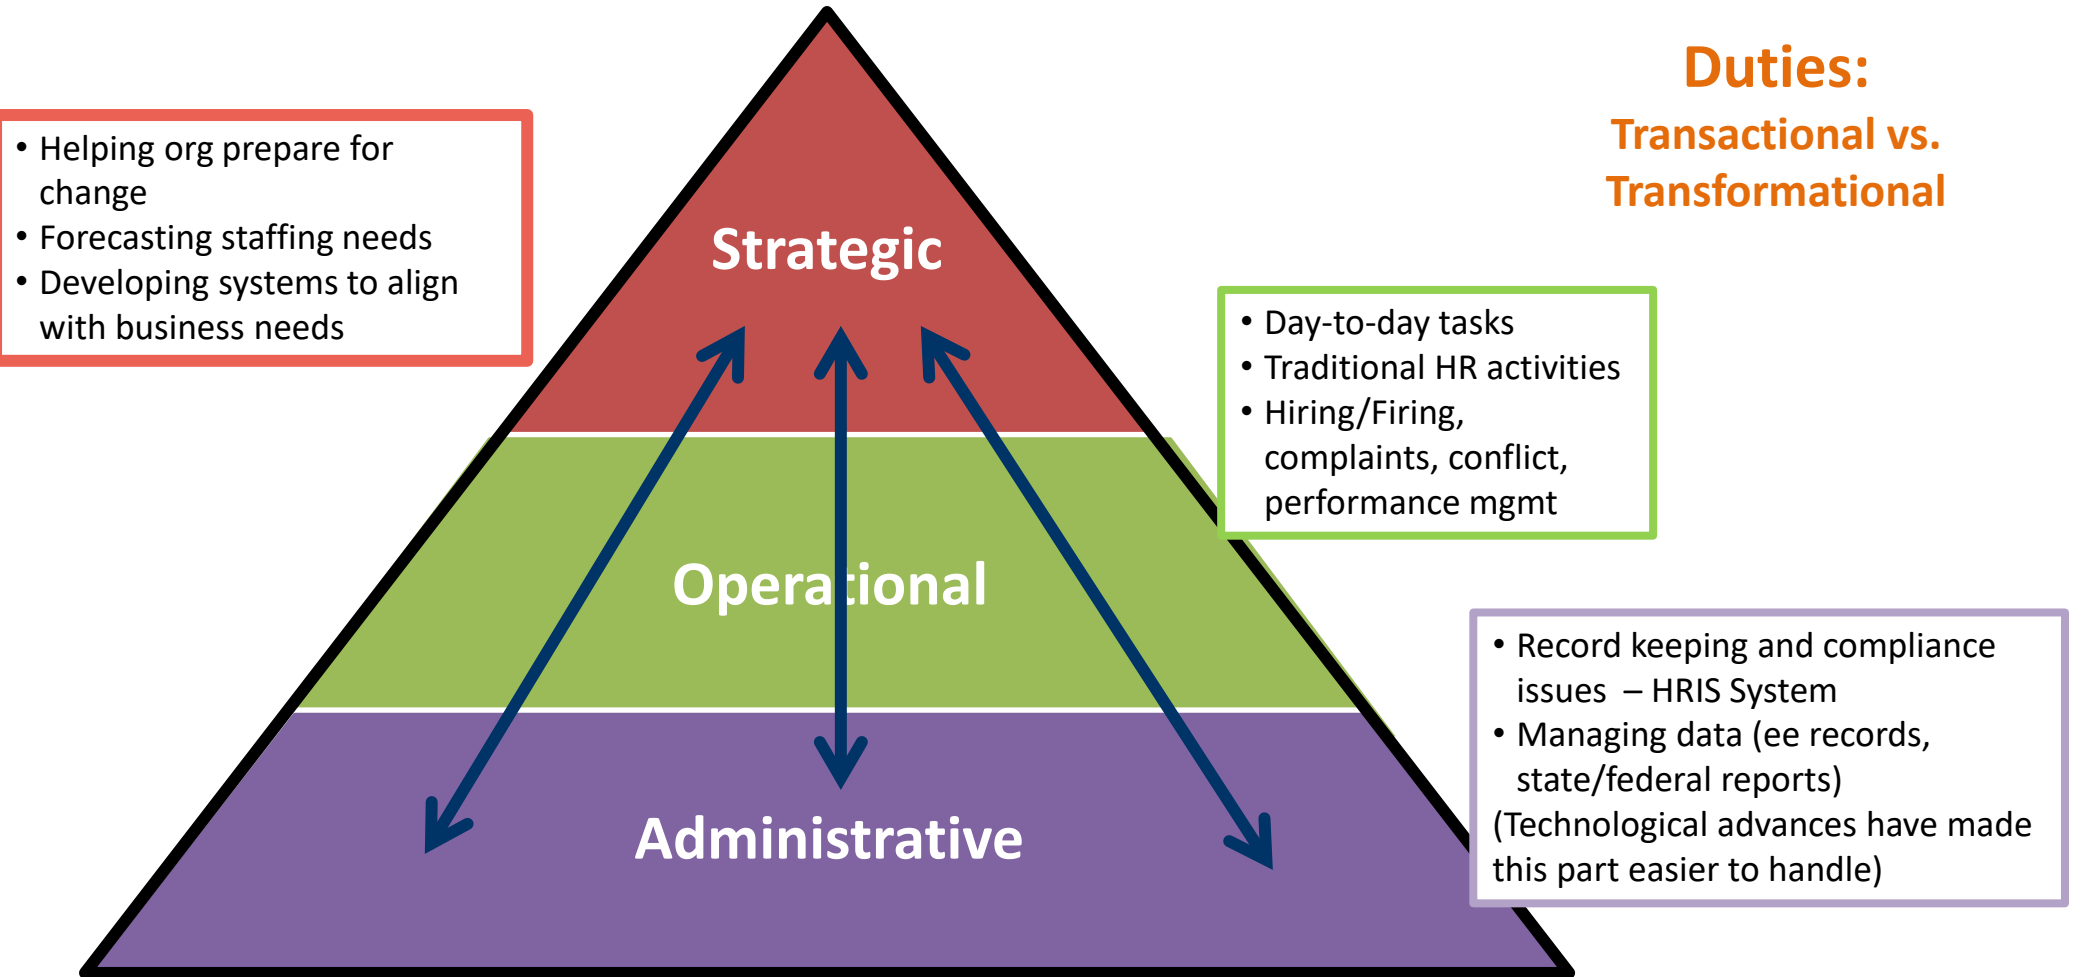 Duties:
Transactional vs.
Transformational
• Helping org prepare for
change
• Forecasting staffing needs
• Developing systems to align
with business needs
Strategic
• Day-to-day tasks
• Traditional HR activities
• Hiring/Firing,
complaints, conflict,
performance mgmt
Operational
• Record keeping and compliance
issues – HRIS System
• Managing data (ee records,
state/federal reports)
(Technological advances have made
this part easier to handle)
Administrative